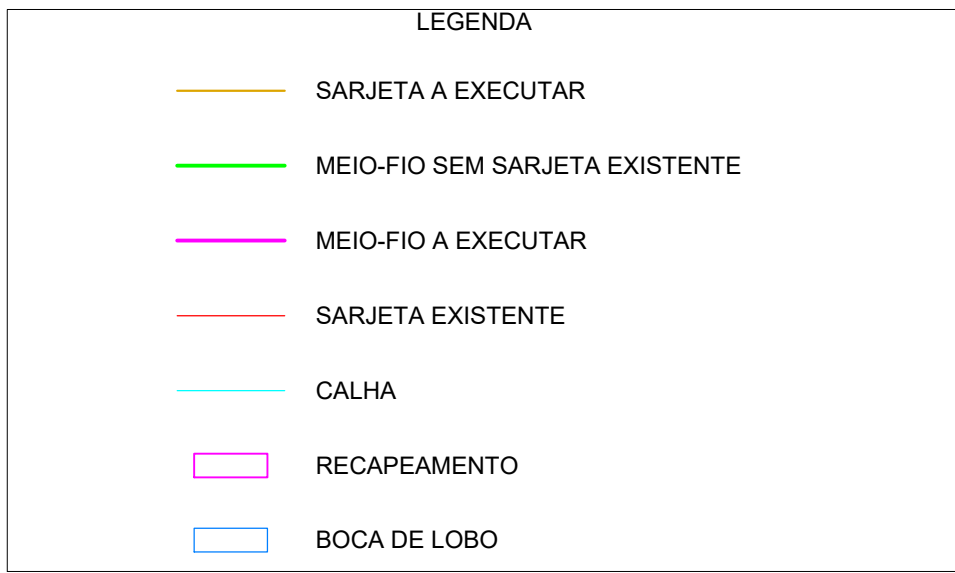 LEGENDA
SARJETA A EXECUTAR
MEIO-FIO SEM SARJETA EXISTENTE
MEIO-FIO A EXECUTAR
SARJETA EXISTENTE
CALHA
RECAPEAMENTO
BOCA DE LOBO